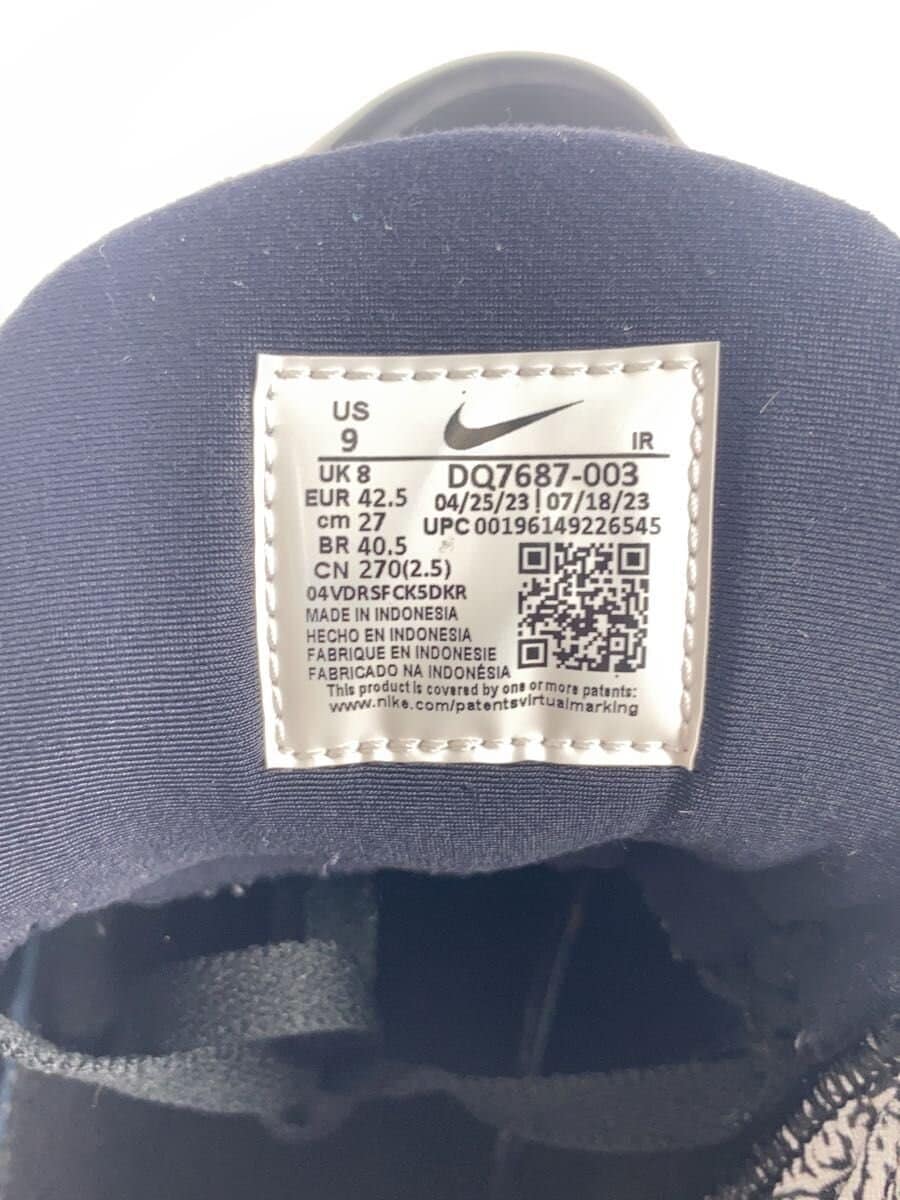 US
9
IR
UK 8
DQ7687-003
EUR 42.5
04/25/23 | 07/18/23
cm 27
UPC 00196149226545
BR 40.5
CN 270(2.5)
04VDRSFCK5DKR
MADE IN INDONESIA
HECHO EN INDONESIA
FABRIQUE EN INDONESIE
FABRICADO NA INDONÉSIA
This product is covered by one or more patents:
www.nike.com/patentsvirtualmarking